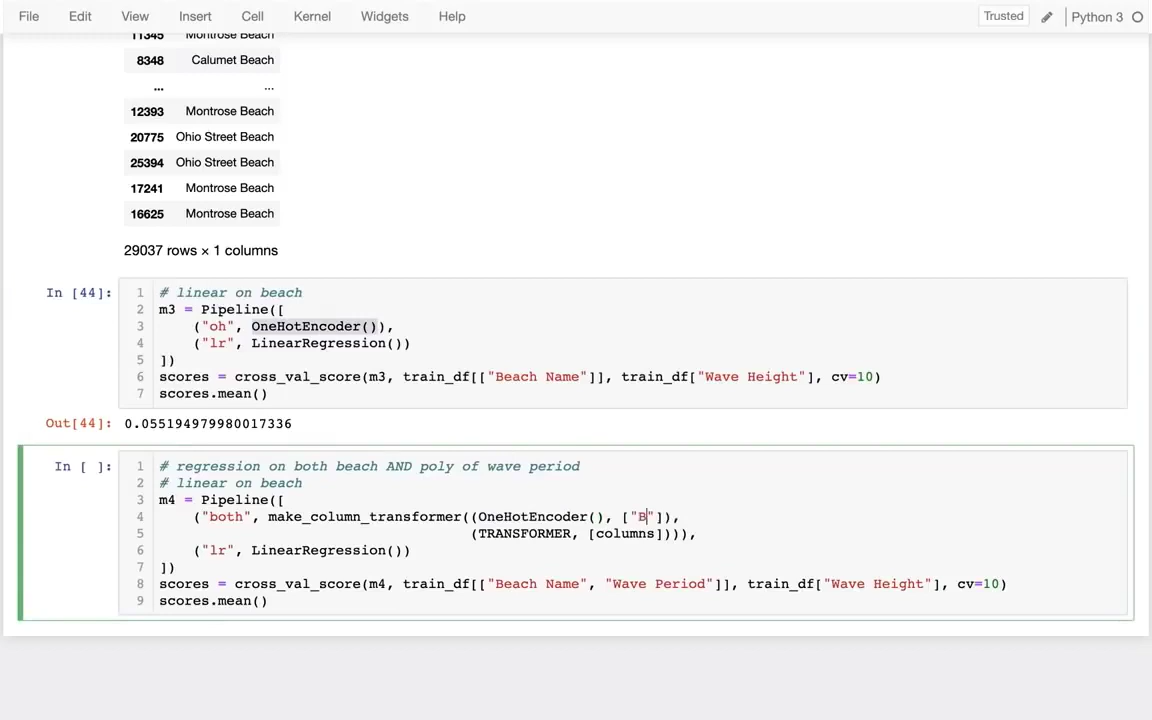 File Edit View Insert Cell Kernel Widgets Help Trusted Python 3
11345 Montrose Beach
8348 Calumet Beach
... ...
12393 Montrose Beach
20775 Ohio Street Beach
25394 Ohio Street Beach
17241 Montrose Beach
16625 Montrose Beach
29037 rows × 1 columns
In [44]: 1 # linear on beach
2 m3 = Pipeline([
3 ("oh", OneHotEncoder()),
4 ("lr", LinearRegression())
5 ])
6 scores = cross_val_score(m3, train_df[["Beach Name"]], train_df["Wave Height"], cv=10)
7 scores.mean()
Out[44]: 0.055194979980017336
In [ ]: 1 # regression on both beach AND poly of wave period
2 # linear on beach
3 m4 = Pipeline([
4 ("both", make_column_transformer((OneHotEncoder(), ["B"]),
5 (TRANSFORMER, [columns]))),
6 ("lr", LinearRegression())
7 ])
8 scores = cross_val_score(m4, train_df[["Beach Name", "Wave Period"]], train_df["Wave Height"], cv=10)
9 scores.mean()